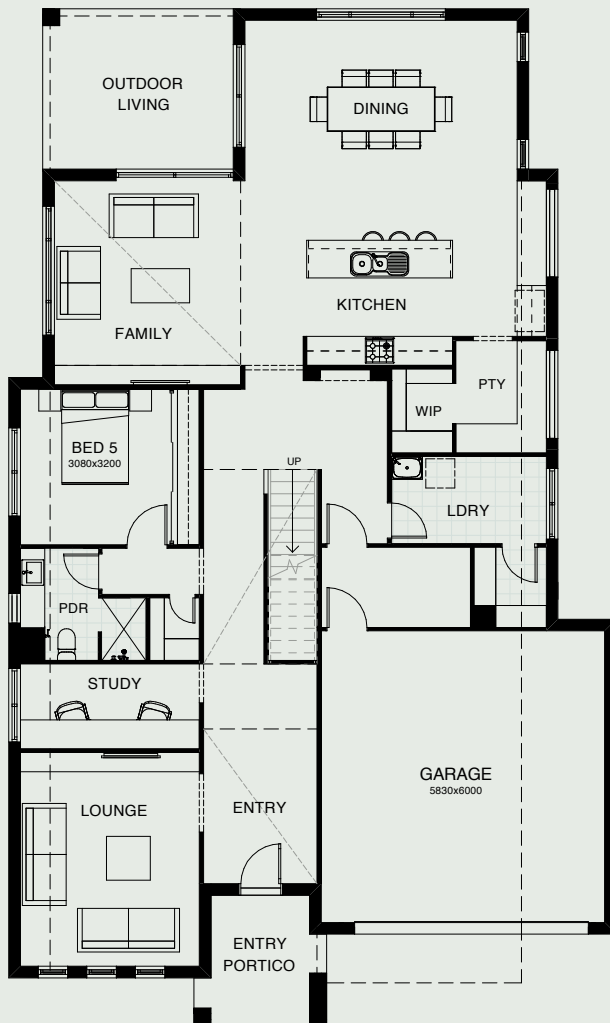 OUTDOOR
LIVING
DINING
KITCHEN
FAMILY
PTY
WIP
BED 5
3080x3200
UP
LDRY
PDR
STUDY
GARAGE
5830x6000
LOUNGE
ENTRY
ENTRY
PORTICO